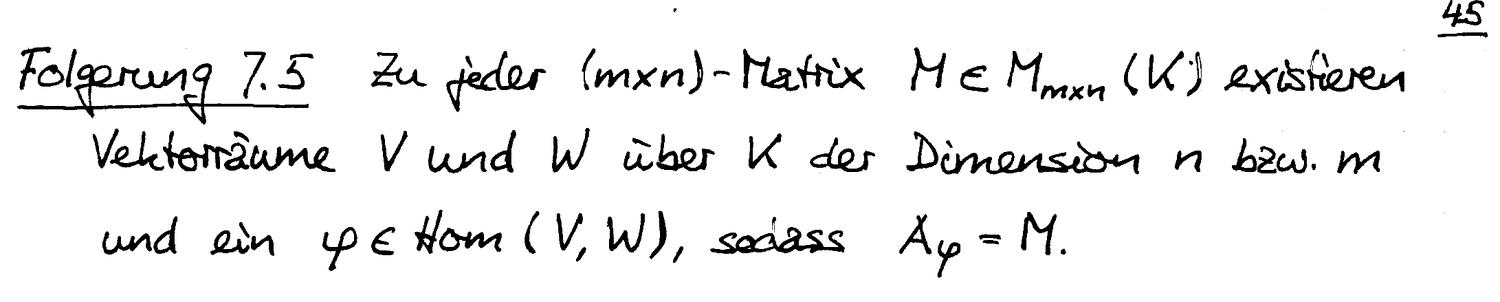 45
Folgerung 7.5 Zu jeder (m×n)-Matrix M ∈ M_{m×n} (K) existieren
Vektorräume V und W über K der Dimension n bzw. m
und ein φ ∈ Hom (V, W), sodass A_φ = M.